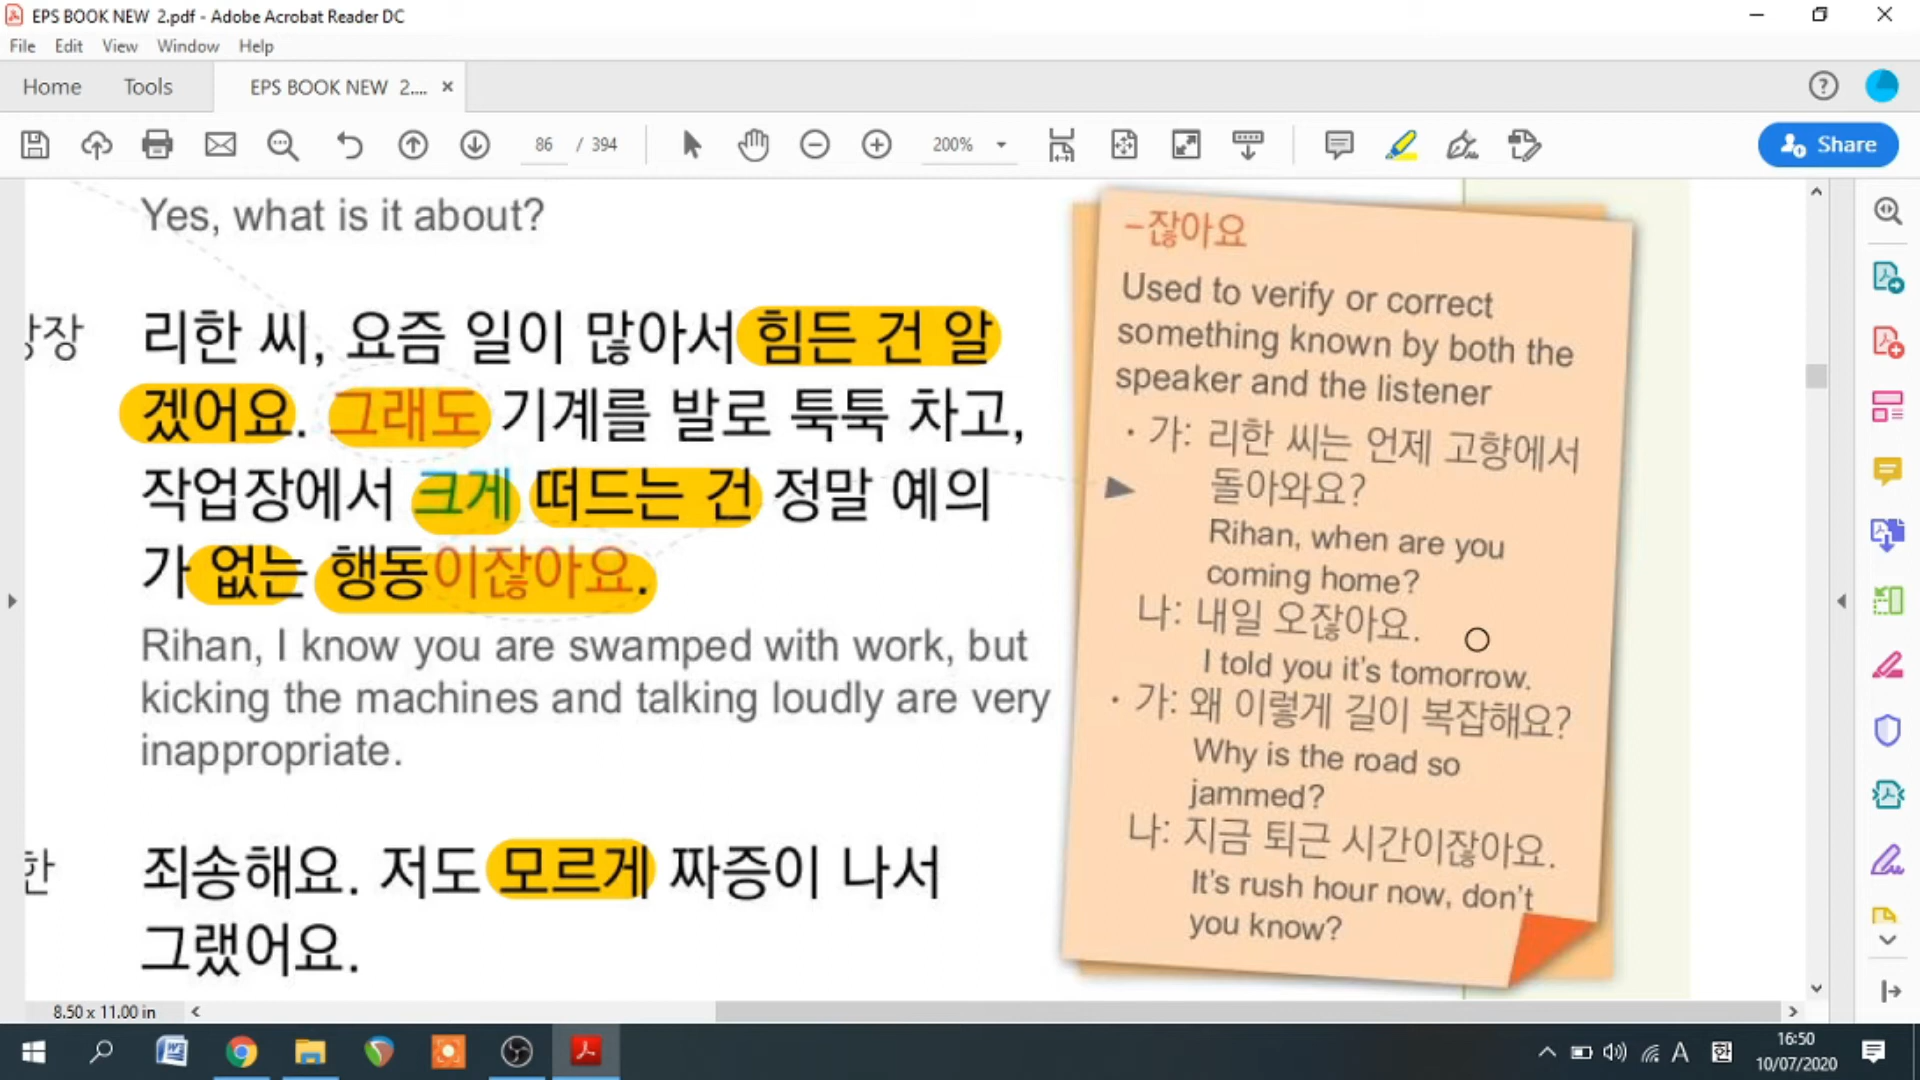 EPS BOOK NEW 2.pdf - Adobe Acrobat Reader DC
File Edit View Window Help
Home Tools EPS BOOK NEW 2.... ×
86 / 394 200% Share
Yes, what is it about?
리한 씨, 요즘 일이 많아서 힘든 건 알
겠어요. 그래도 기계를 발로 툭툭 차고,
작업장에서 크게 떠드는 건 정말 예의
가 없는 행동이잖아요.
Rihan, I know you are swamped with work, but
kicking the machines and talking loudly are very
inappropriate.
한 죄송해요. 저도 모르게 짜증이 나서
그랬어요.
-잖아요
Used to verify or correct
something known by both the
speaker and the listener
· 가: 리한 씨는 언제 고향에서
돌아와요?
Rihan, when are you
coming home?
나: 내일 오잖아요.
I told you it's tomorrow.
· 가: 왜 이렇게 길이 복잡해요?
Why is the road so
jammed?
나: 지금 퇴근 시간이잖아요.
It's rush hour now, don't
you know?
8.50 x 11.00 in
A 한 16:50
10/07/2020